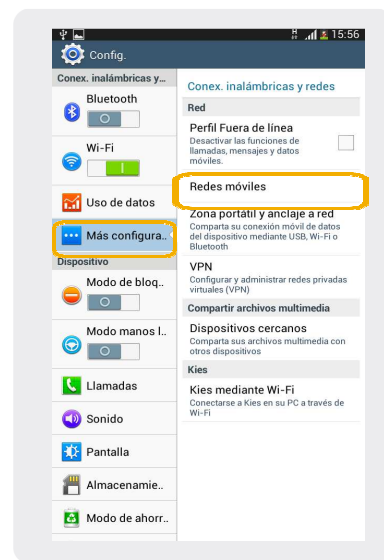 H
15:56
Config.
Conex. inalámbricas y...
Bluetooth
Wi-Fi
Uso de datos
Más configura..
Dispositivo
Modo de bloq..
Modo manos l..
Llamadas
Sonido
Pantalla
Almacenamie..
Modo de ahorr..
Conex. inalámbricas y redes
Red
Perfil Fuera de línea
Desactivar las funciones de
llamadas, mensajes y datos
móviles.
Redes móviles
Zona portátil y anclaje a red
Comparta su conexión móvil de datos
del dispositivo mediante USB, Wi-Fi o
Bluetooth
VPN
Configurar y administrar redes privadas
virtuales (VPN)
Compartir archivos multimedia
Dispositivos cercanos
Comparta sus archivos multimedia con
otros dispositivos
Kies
Kies mediante Wi-Fi
Conectarse a Kies en su PC a través de
Wi-Fi